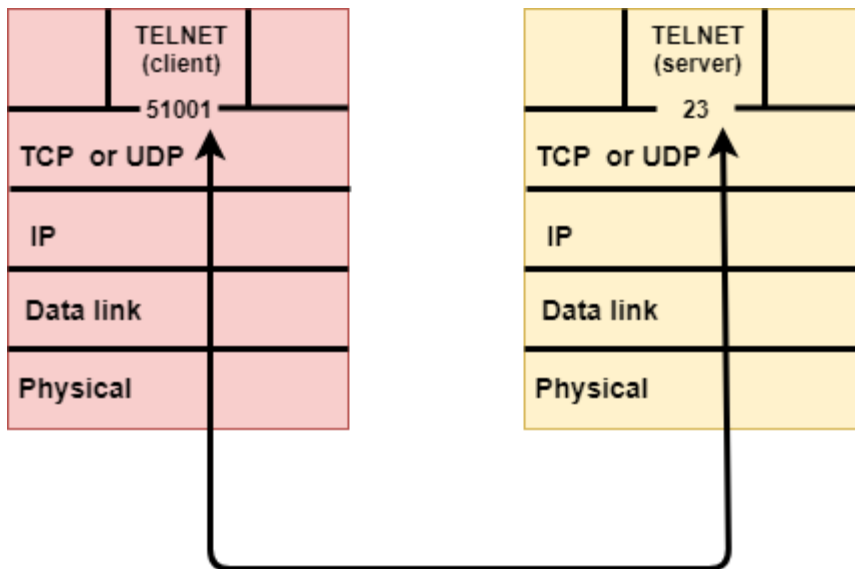 TELNET
(client)
51001
TCP or UDP
IP
Data link
Physical
TELNET
(server)
23
TCP or UDP
IP
Data link
Physical